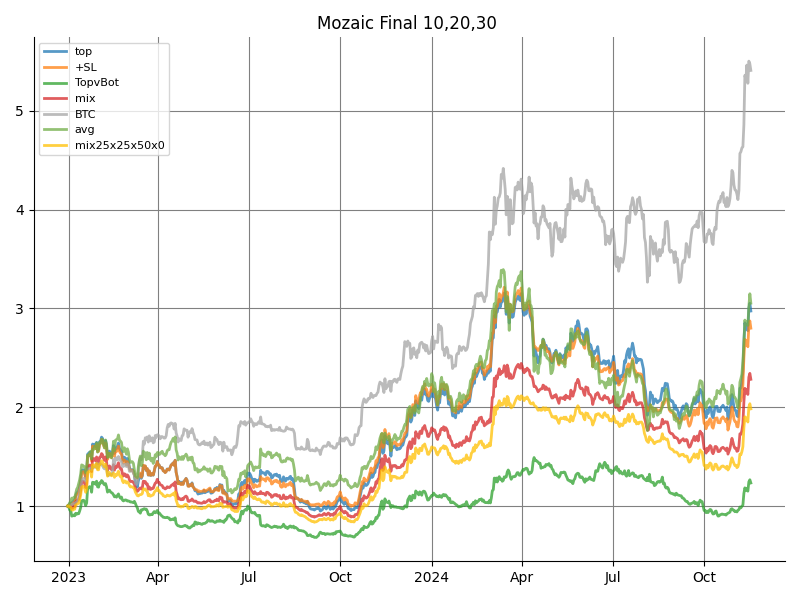 Mozaic Final 10,20,30
top
+SL
TopvBot
mix
BTC
avg
mix25x25x50x0
5
4
3
2
1
2023 Apr Jul Oct 2024 Apr Jul Oct